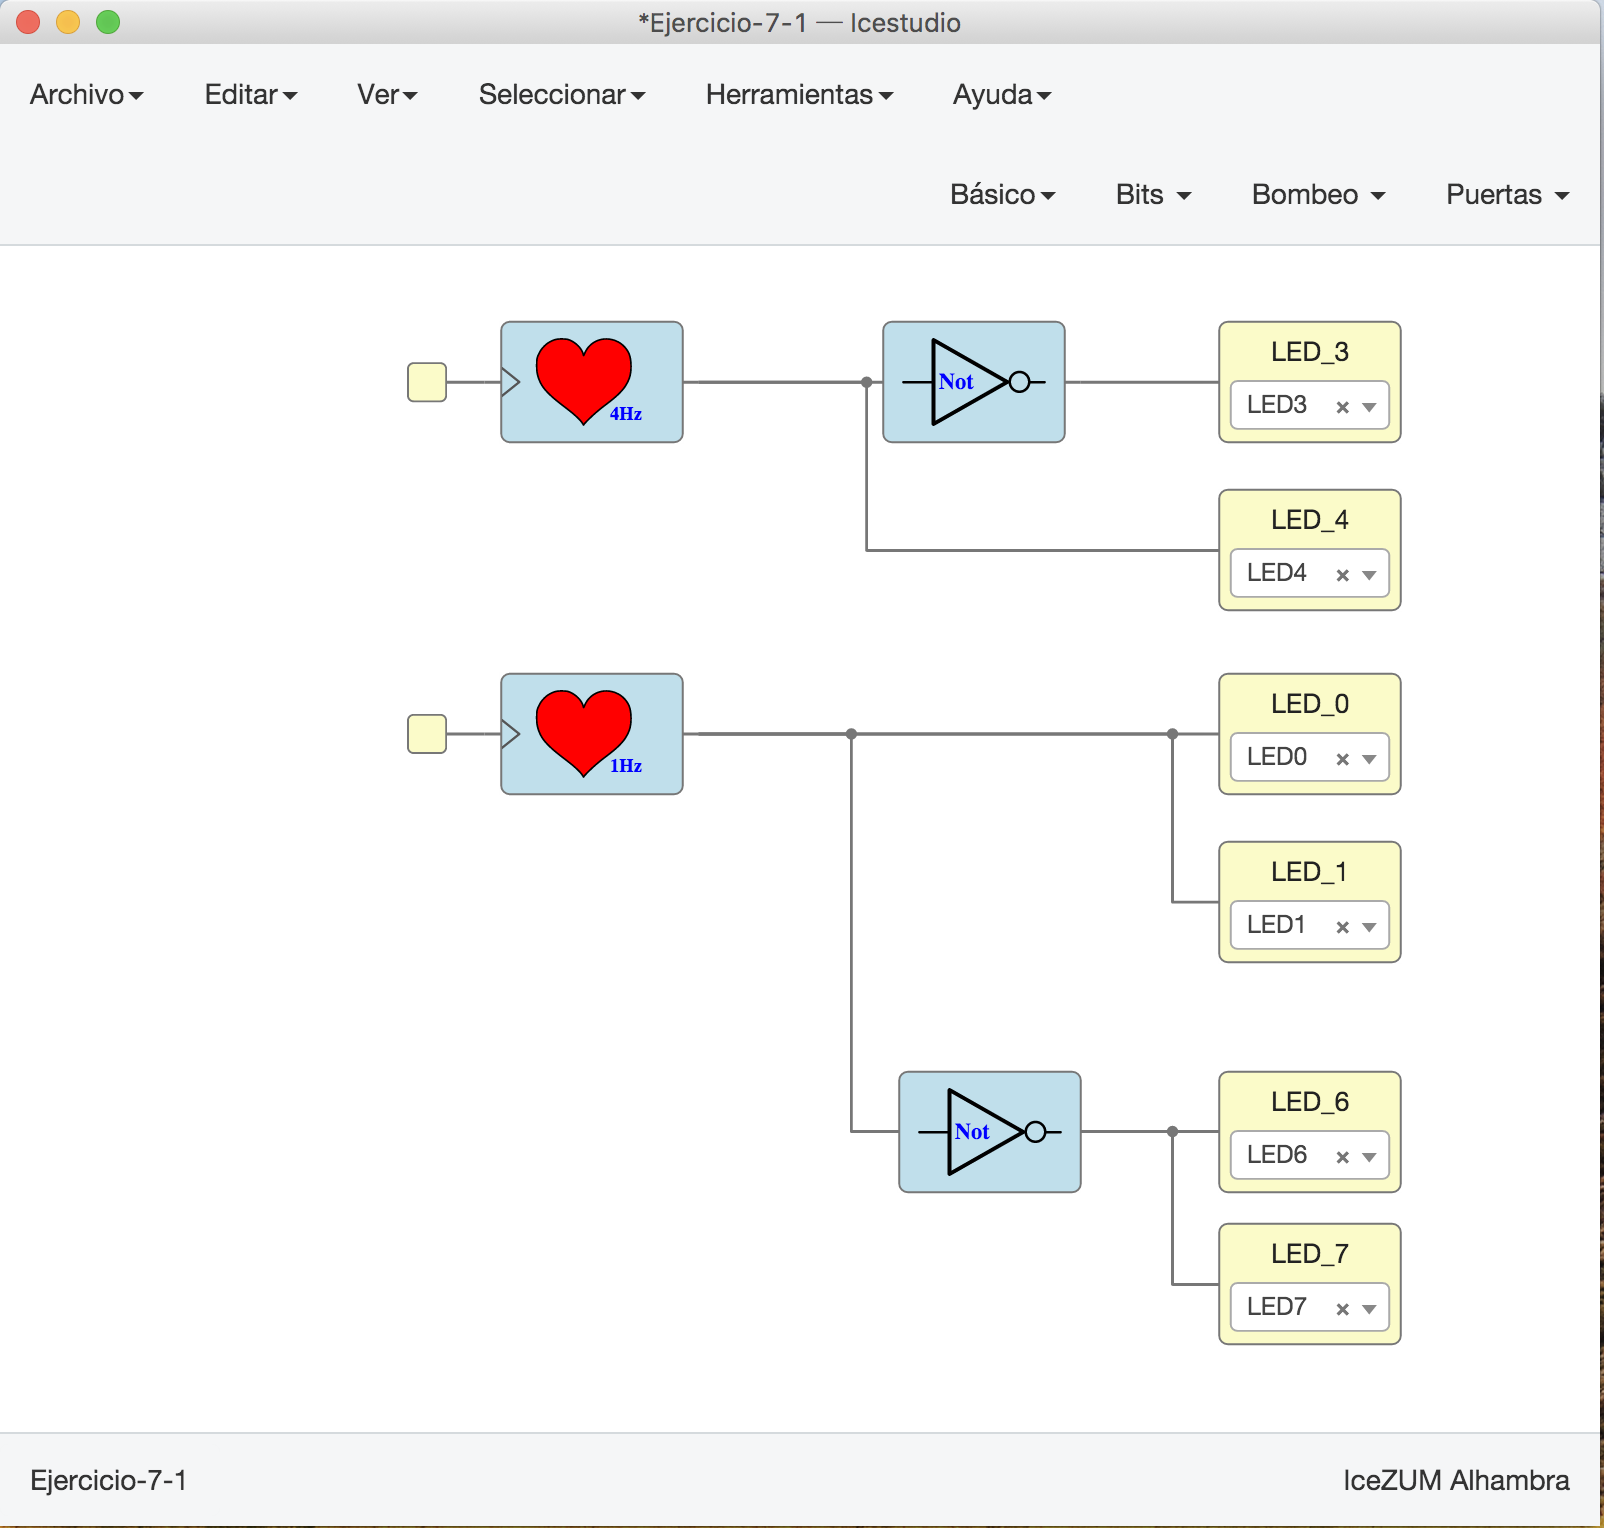 *Ejercicio-7-1 — Icestudio
Archivo Editar Ver Seleccionar Herramientas Ayuda
Básico Bits Bombeo Puertas
4Hz
Not
LED_3
LED3
LED_4
LED4
1Hz
LED_0
LED0
LED_1
LED1
Not
LED_6
LED6
LED_7
LED7
Ejercicio-7-1
IceZUM Alhambra